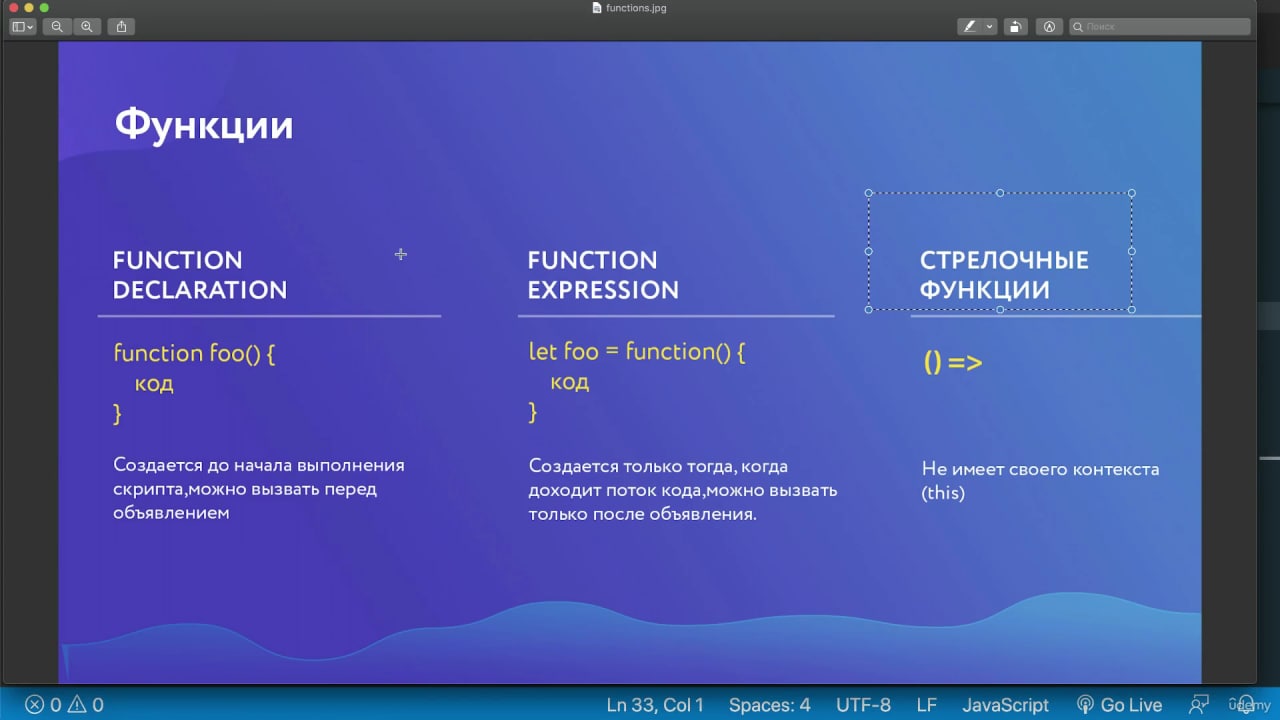 functions.jpg
Поиск
Функции
FUNCTION
DECLARATION
function foo() {
код
}
Создается до начала выполнения
скрипта,можно вызвать перед
объявлением
FUNCTION
EXPRESSION
let foo = function() {
код
}
Создается только тогда, когда
доходит поток кода,можно вызвать
только после объявления.
СТРЕЛОЧНЫЕ
ФУНКЦИИ
() =>
Не имеет своего контекста
(this)
0 0 Ln 33, Col 1 Spaces: 4 UTF-8 LF JavaScript Go Live
ûdemy